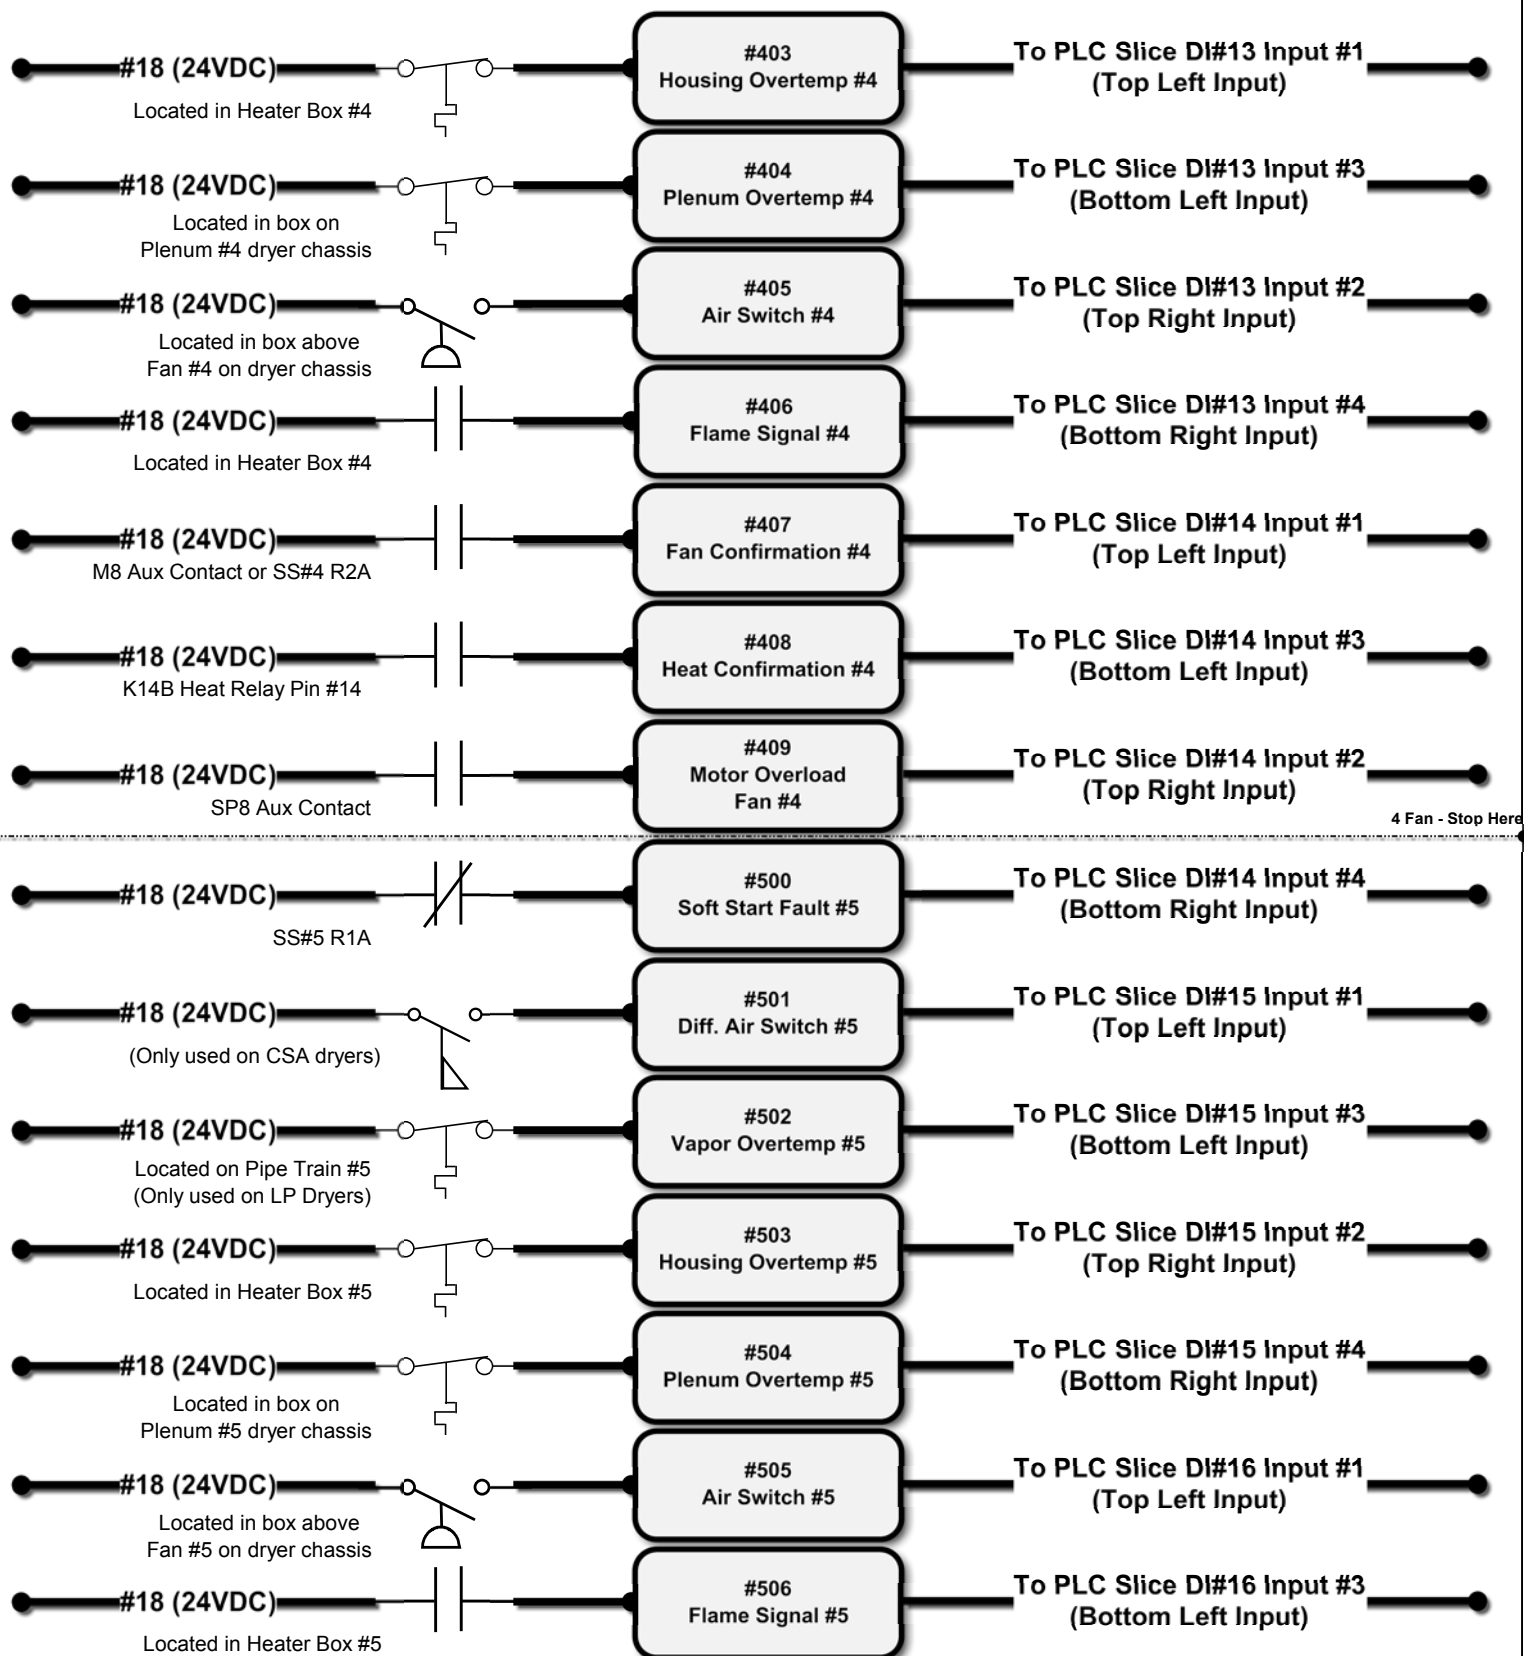 #403
To PLC Slice DI#13 Input #1
#18 (24VDC)
Housing Overtemp #4
(Top Left Input)
Located in Heater Box #4
#404
To PLC Slice DI#13 Input #3
#18 (24VDC)
Plenum Overtemp #4
(Bottom Left Input)
Located in box on
Plenum #4 dryer chassis
#405
To PLC Slice DI#13 Input #2
#18 (24VDC)
Air Switch #4
(Top Right Input)
Located in box above
Fan #4 on dryer chassis
#406
To PLC Slice DI#13 Input #4
#18 (24VDC)
Flame Signal #4
(Bottom Right Input)
Located in Heater Box #4
#407
To PLC Slice DI#14 Input #1
#18 (24VDC)
Fan Confirmation #4
(Top Left Input)
M8 Aux Contact or SS#4 R2A
#408
To PLC Slice DI#14 Input #3
#18 (24VDC)
Heat Confirmation #4
(Bottom Left Input)
K14B Heat Relay Pin #14
#409
To PLC Slice DI#14 Input #2
#18 (24VDC)
Motor Overload
Fan #4
(Top Right Input)
SP8 Aux Contact
4 Fan - Stop Here
#500
To PLC Slice DI#14 Input #4
#18 (24VDC)
Soft Start Fault #5
(Bottom Right Input)
SS#5 R1A
#501
To PLC Slice DI#15 Input #1
#18 (24VDC)
Diff. Air Switch #5
(Top Left Input)
(Only used on CSA dryers)
#502
To PLC Slice DI#15 Input #3
#18 (24VDC)
Vapor Overtemp #5
(Bottom Left Input)
Located on Pipe Train #5
(Only used on LP Dryers)
#503
To PLC Slice DI#15 Input #2
#18 (24VDC)
Housing Overtemp #5
(Top Right Input)
Located in Heater Box #5
#504
To PLC Slice DI#15 Input #4
#18 (24VDC)
Plenum Overtemp #5
(Bottom Right Input)
Located in box on
Plenum #5 dryer chassis
#505
To PLC Slice DI#16 Input #1
#18 (24VDC)
Air Switch #5
(Top Left Input)
Located in box above
Fan #5 on dryer chassis
#506
To PLC Slice DI#16 Input #3
#18 (24VDC)
Flame Signal #5
(Bottom Left Input)
Located in Heater Box #5